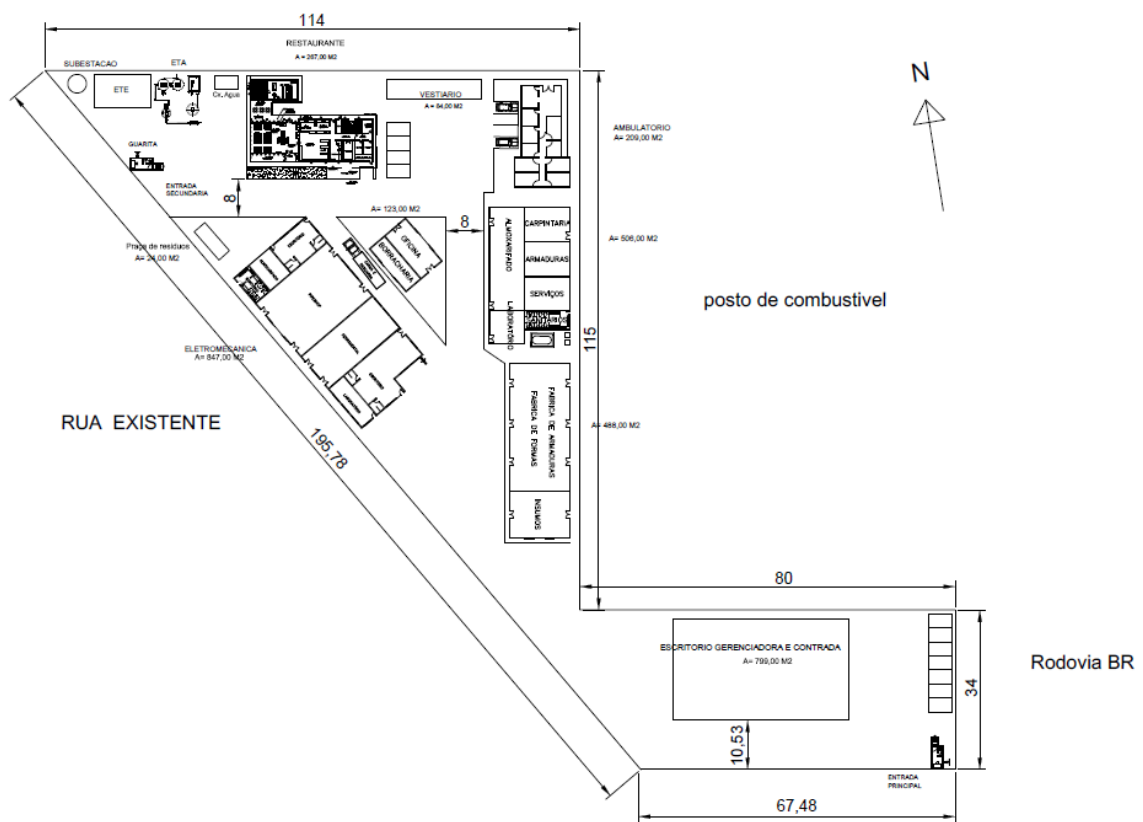 114
RESTAURANTE
A = 267,00 M2
SUBESTACAO
ETA
ETE
Cx. Agua
VESTIARIO
A = 84,00 M2
N
AMBULATORIO
A= 209,00 M2
GUARITA
ENTRADA
SECUNDARIA
8
A= 123,00 M2
8
OFICINA
BORRACHARIA
ALMOXARIFADO
CARPINTARIA
ARMADURAS
SERVIÇOS
SANITARIOS
LABORATÓRIO
A= 506,00 M2
Praça de residuos
A= 24,00 M2
posto de combustivel
115
ELETROMECANICA
A= 847,00 M2
RUA EXISTENTE
195,78
FABRICA DE ARMADURAS
FABRICA DE FORMAS
A= 488,00 M2
INSUMOS
80
ESCRITORIO GERENCIADORA E CONTRADA
A= 799,00 M2
Rodovia BR
34
10,53
ENTRADA
PRINCIPAL
67,48